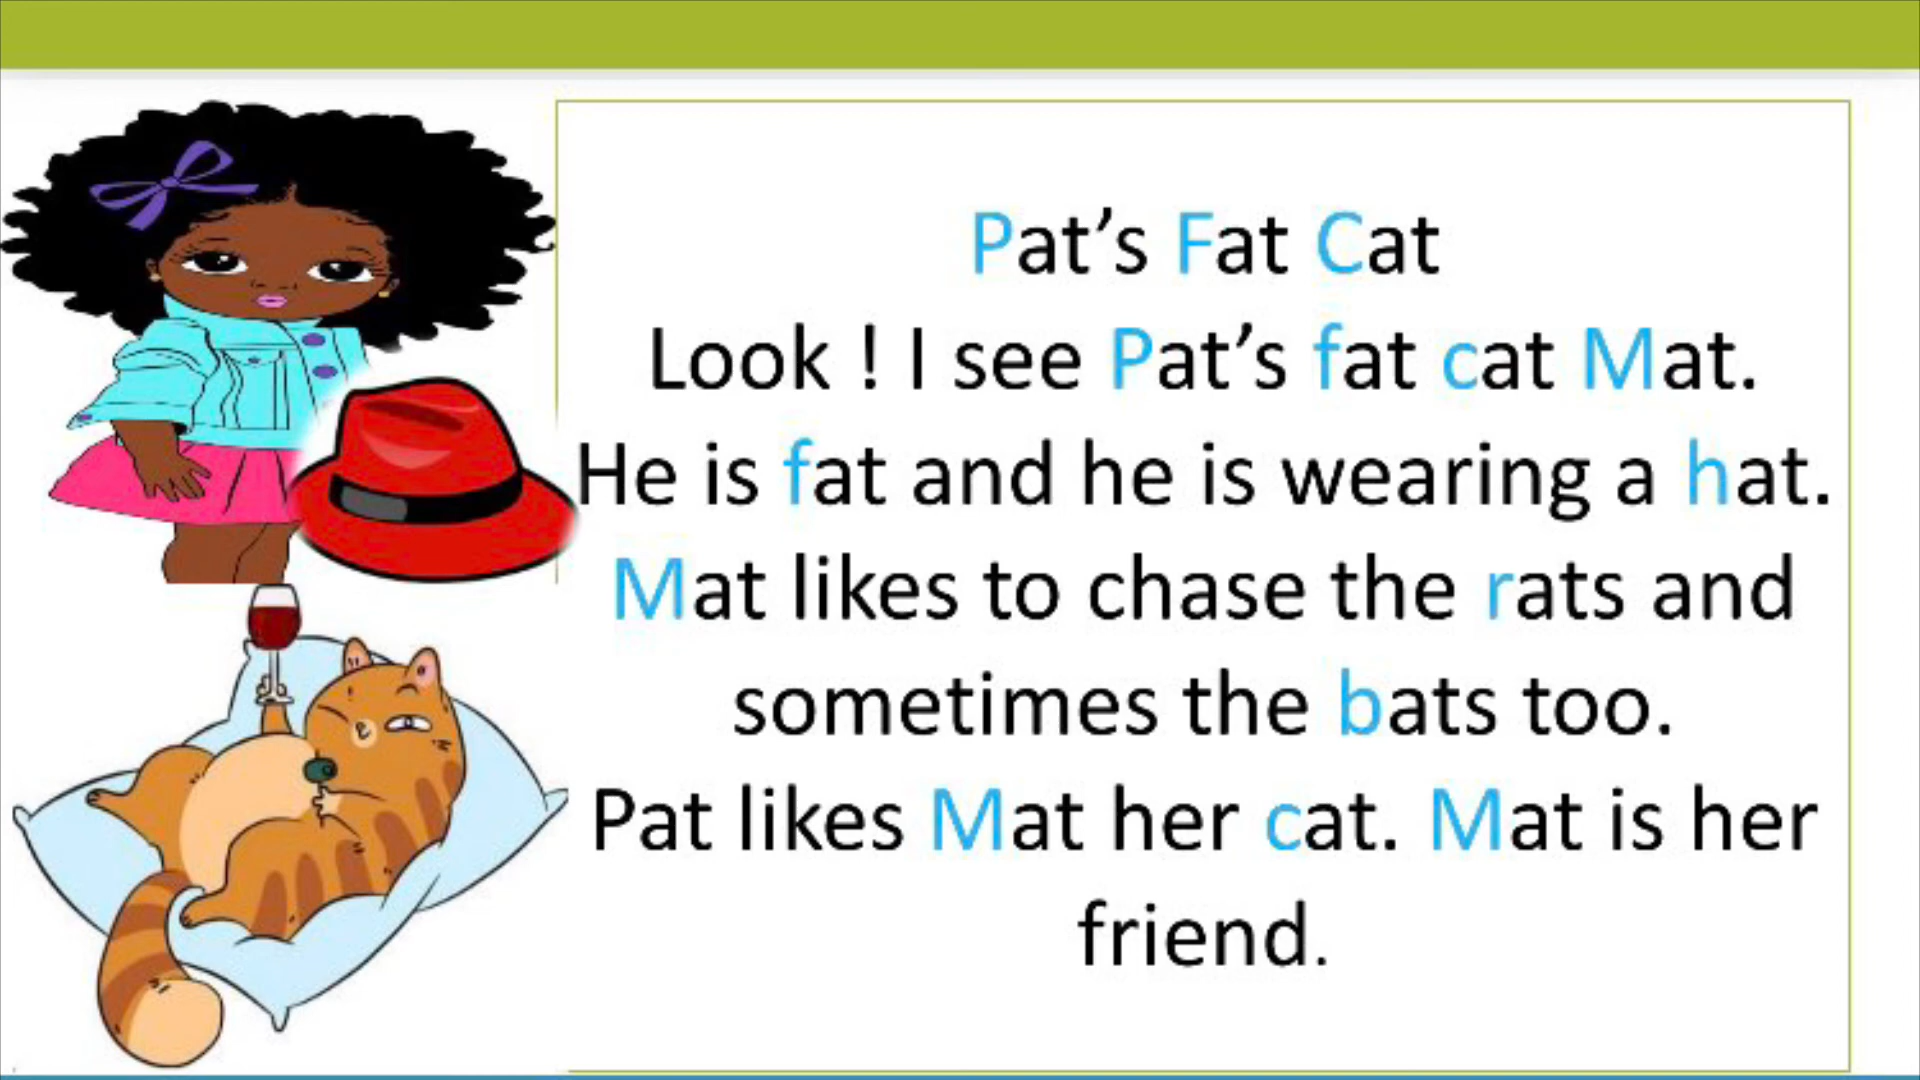 Pat’s Fat Cat
Look ! I see Pat’s fat cat Mat.
He is fat and he is wearing a hat.
Mat likes to chase the rats and
sometimes the bats too.
Pat likes Mat her cat. Mat is her
friend.